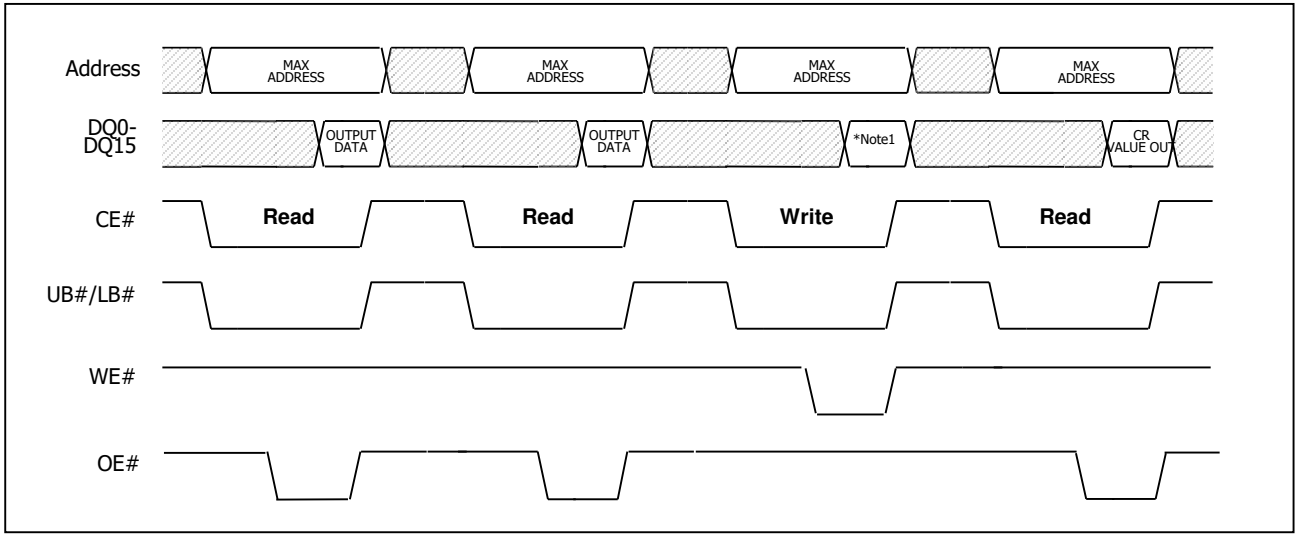 Address
MAX
ADDRESS
MAX
ADDRESS
MAX
ADDRESS
MAX
ADDRESS
DQ0-
DQ15
OUTPUT
DATA
OUTPUT
DATA
*Note1
CR
VALUE OUT
CE#
Read
Read
Write
Read
UB#/LB#
WE#
OE#